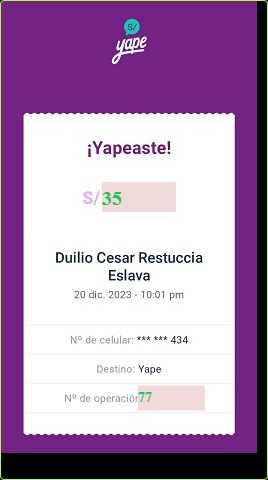 S/
yape
¡Yapeaste!
S/ 35
Duilio Cesar Restuccia
Eslava
20 dic. 2023 - 10:01 pm
Nº de celular: *** *** 434
Destino: Yape
Nº de operación 77